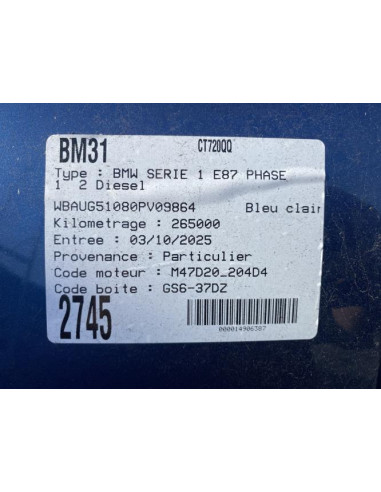 BM31 CT720QQ
Type : BMW SERIE 1 E87 PHASE
1 2 Diesel
WBAUG51080PV09864 Bleu clair
Kilometrage : 265000
Entree : 03/10/2025
Provenance : Particulier
Code moteur : M47D20_204D4
Code boite : GS6-37DZ
2745
000014906387